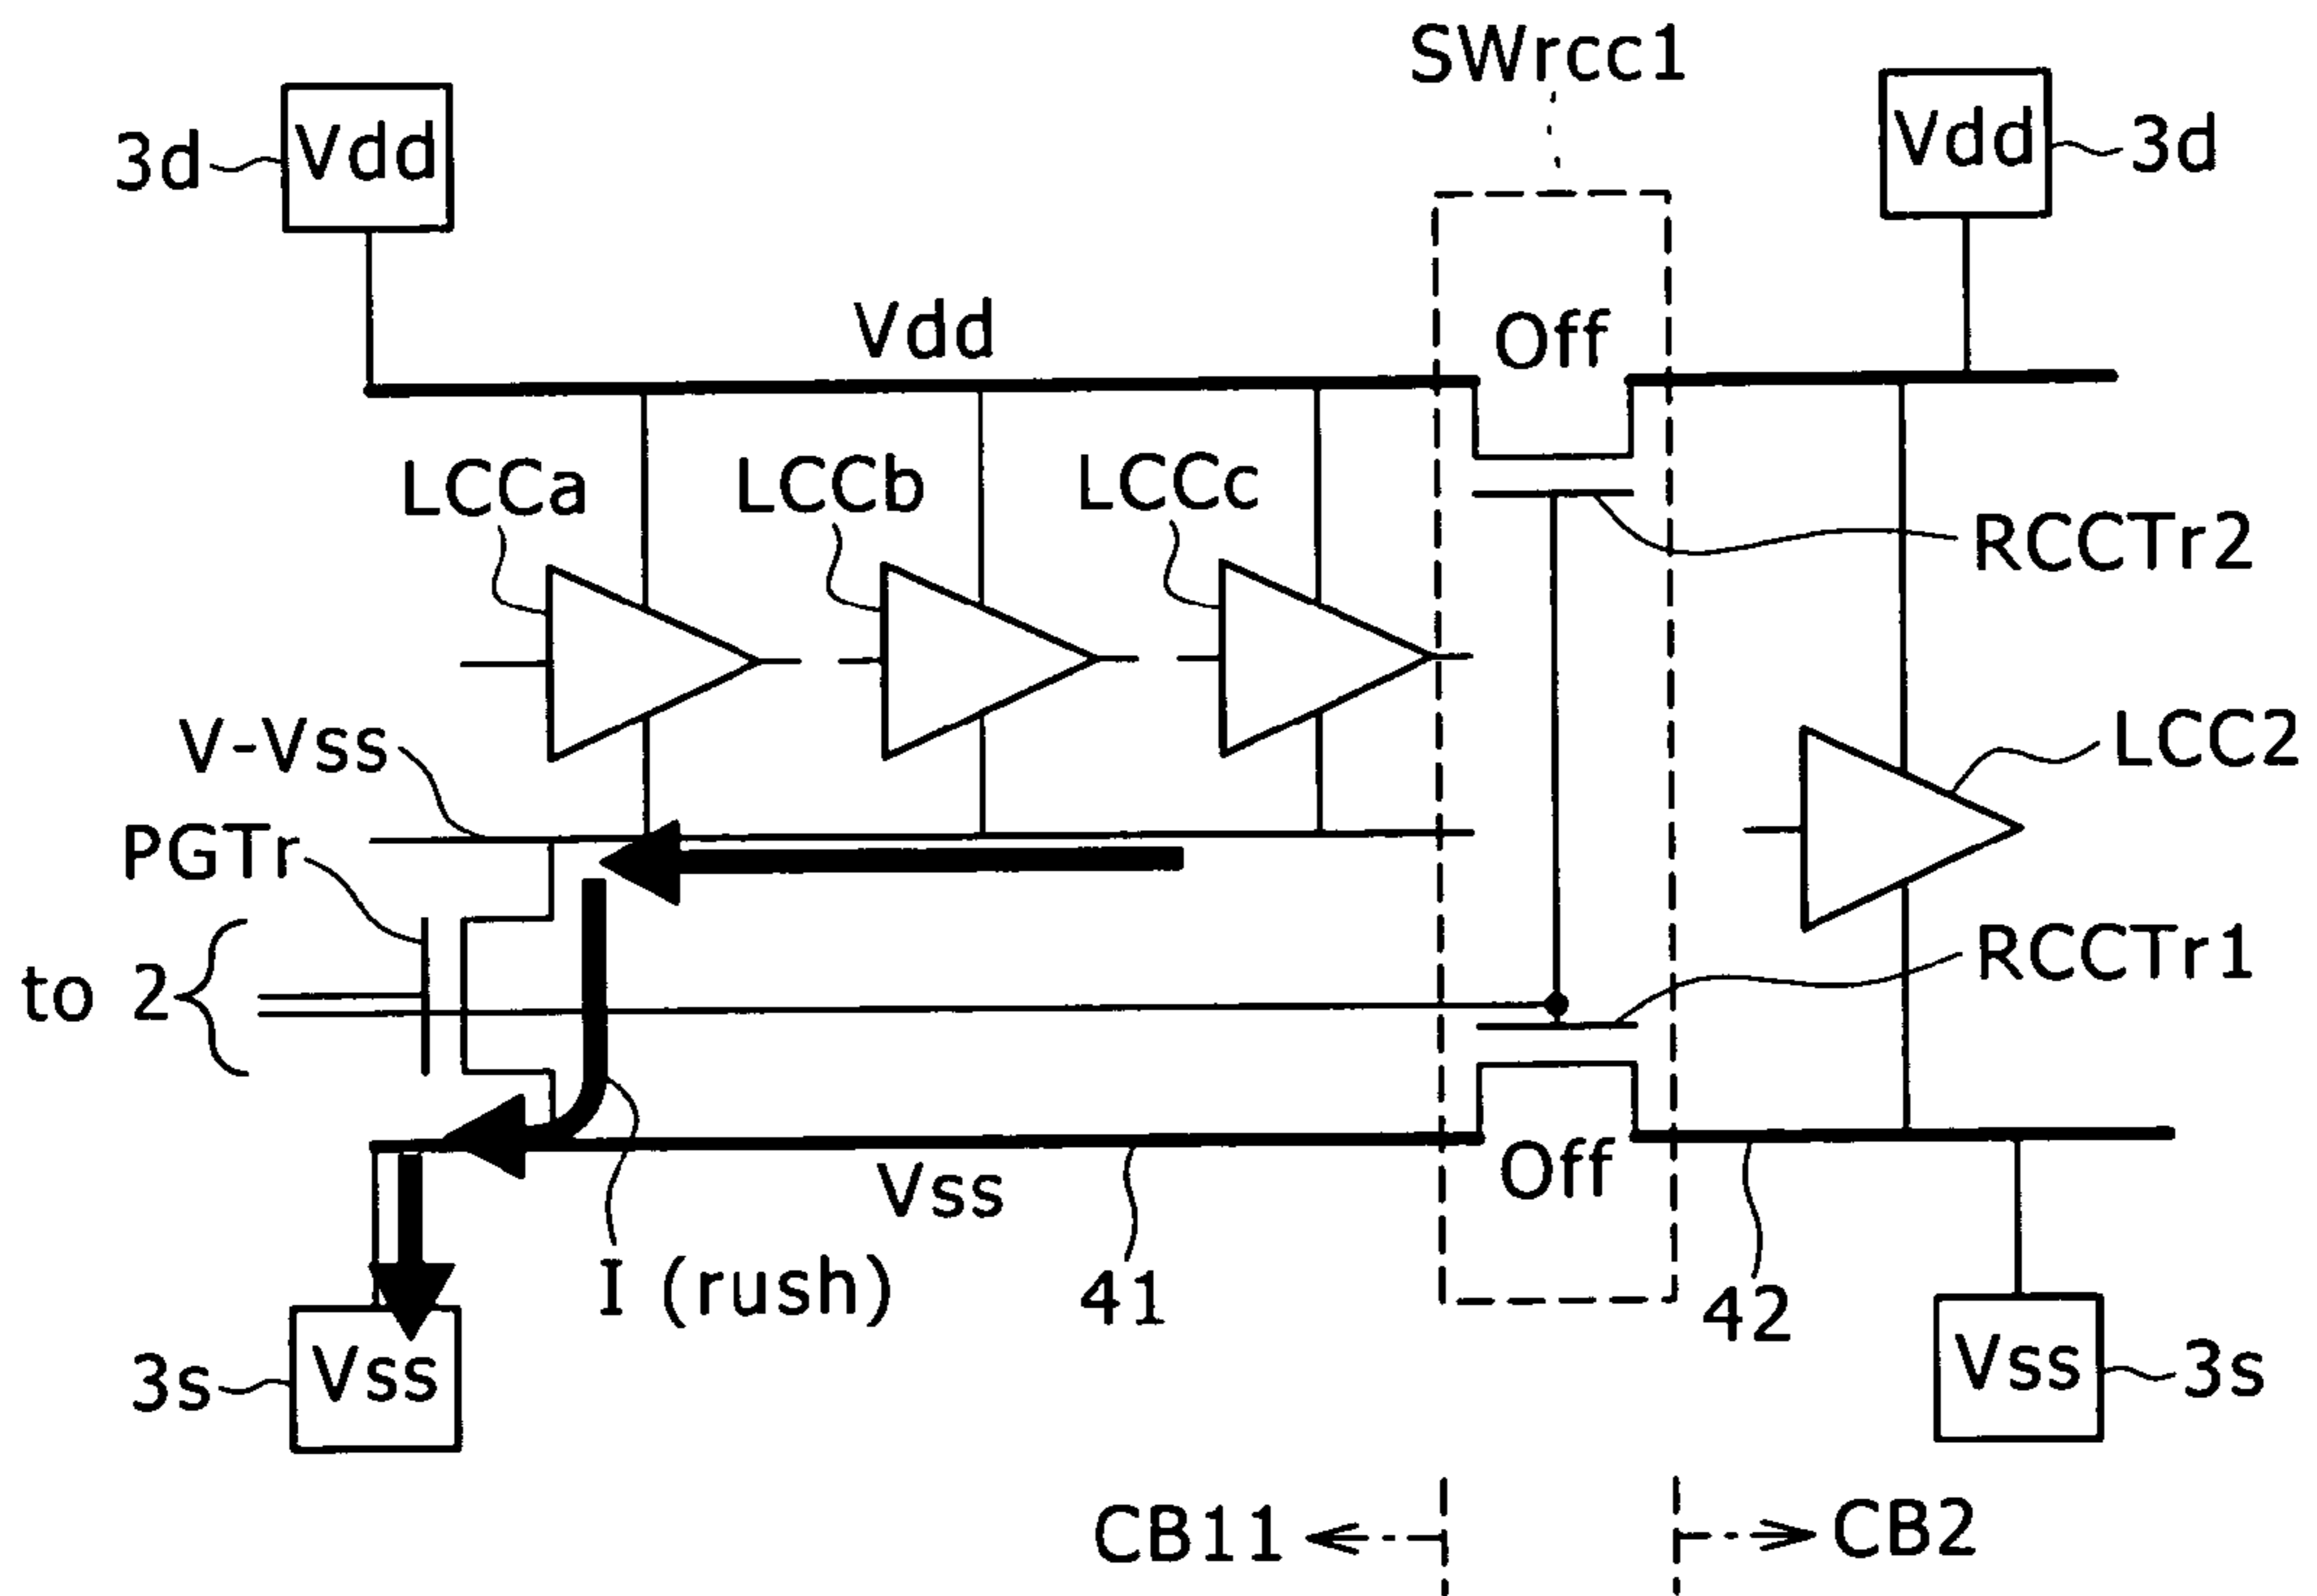 SWrcc1
3d
Vdd
Vdd
3d
Vdd
Off
LCCa
LCCb
LCCc
RCCTr2
V-Vss
LCC2
PGTr
RCCTr1
to 2
Off
Vss
I (rush)
41
42
3s
Vss
Vss
3s
CB11
CB2